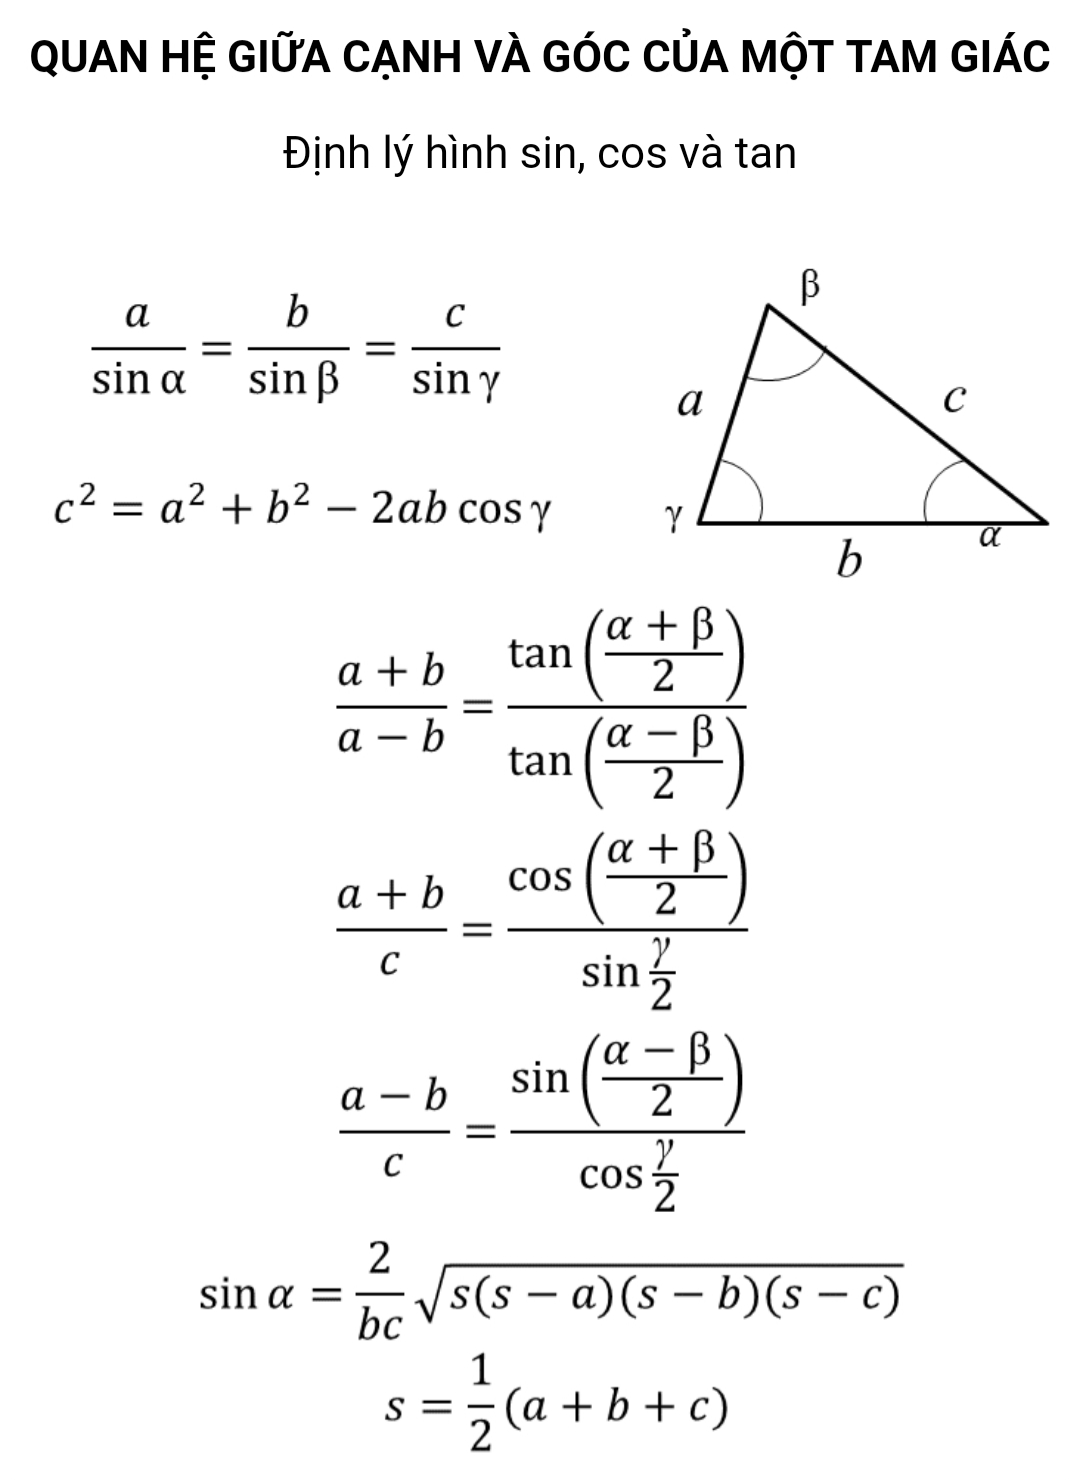 QUAN HỆ GIỮA CẠNH VÀ GÓC CỦA MỘT TAM GIÁC
Định lý hình sin, cos và tan
a/sin α = b/sin β = c/sin γ
c² = a² + b² − 2ab cos γ
β
a
c
γ
α
b
(a + b)/(a − b) = tan((α + β)/2)/tan((α − β)/2)
(a + b)/c = cos((α + β)/2)/sin(γ/2)
(a − b)/c = sin((α − β)/2)/cos(γ/2)
sin α = 2/bc √(s(s − a)(s − b)(s − c))
s = 1/2 (a + b + c)